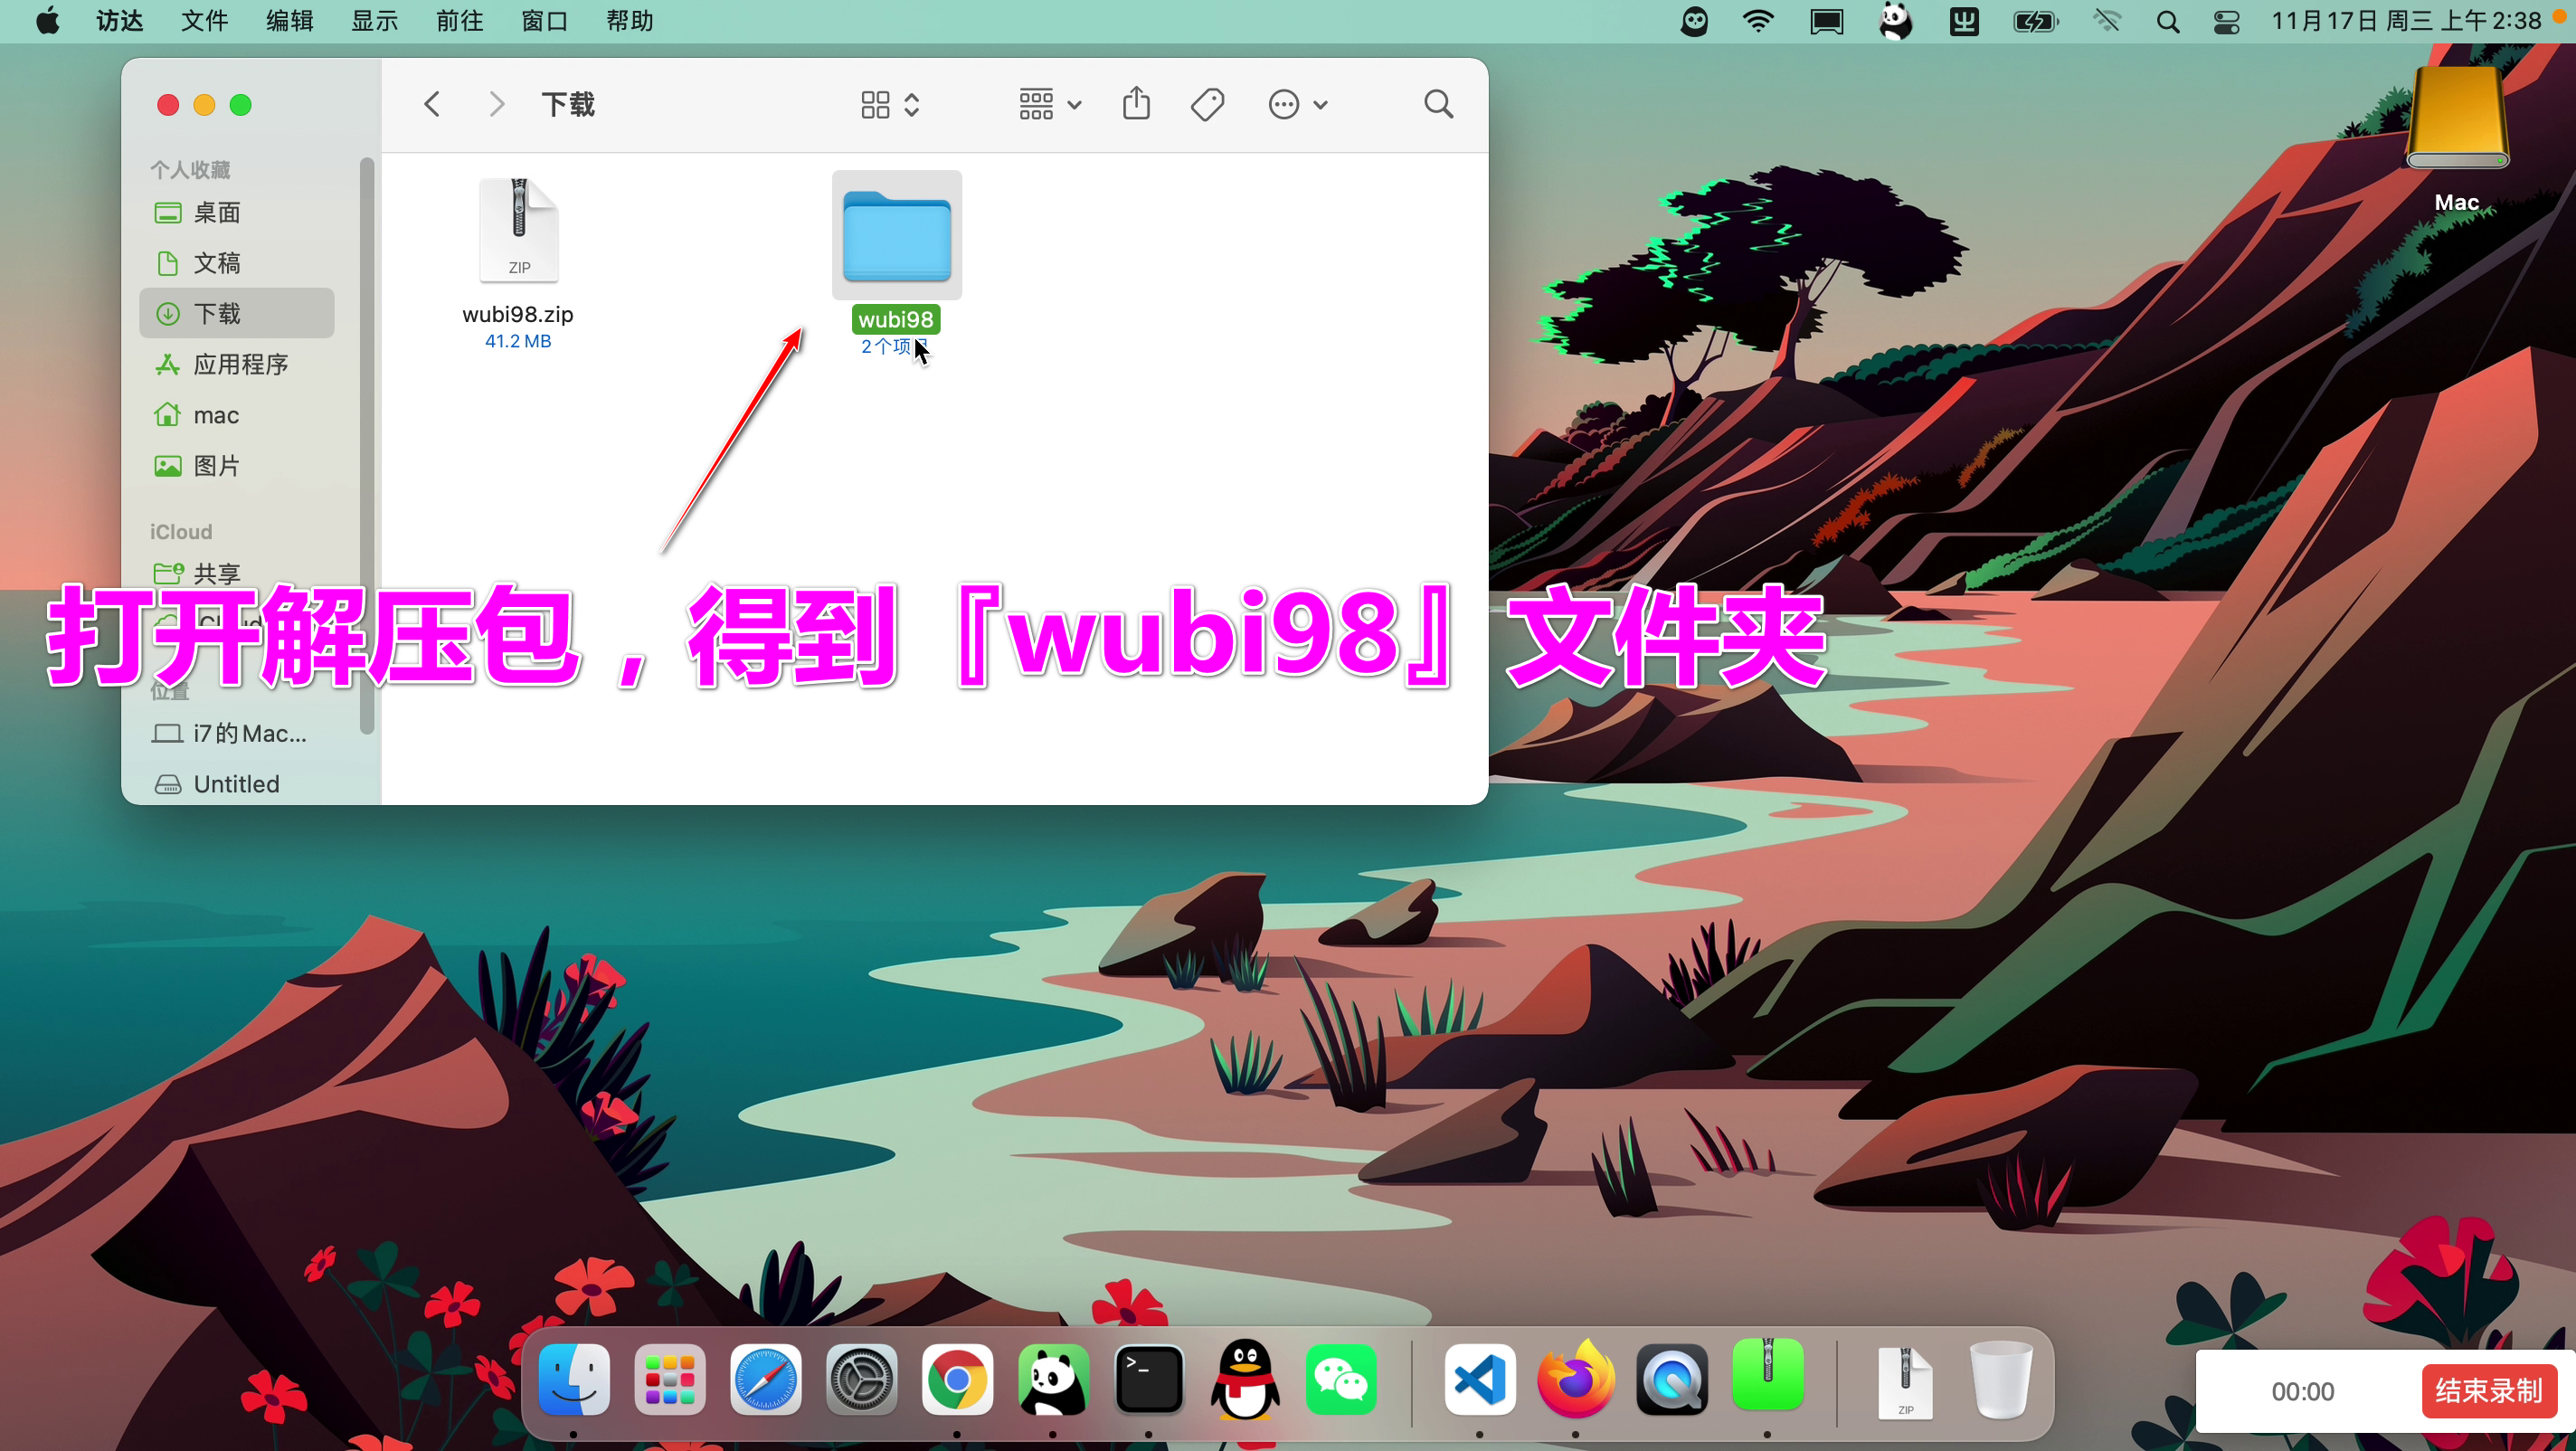 访达 文件 编辑 显示 前往 窗口 帮助
11月17日 周三 上午2:38
下载
个人收藏
桌面
文稿
下载
应用程序
mac
图片
iCloud
共享
位置
i7的Mac...
Untitled
ZIP
wubi98.zip
41.2 MB
wubi98
2个项
Mac
打开解压包，得到『wubi98』文件夹
>_
ZIP
00:00
结束录制